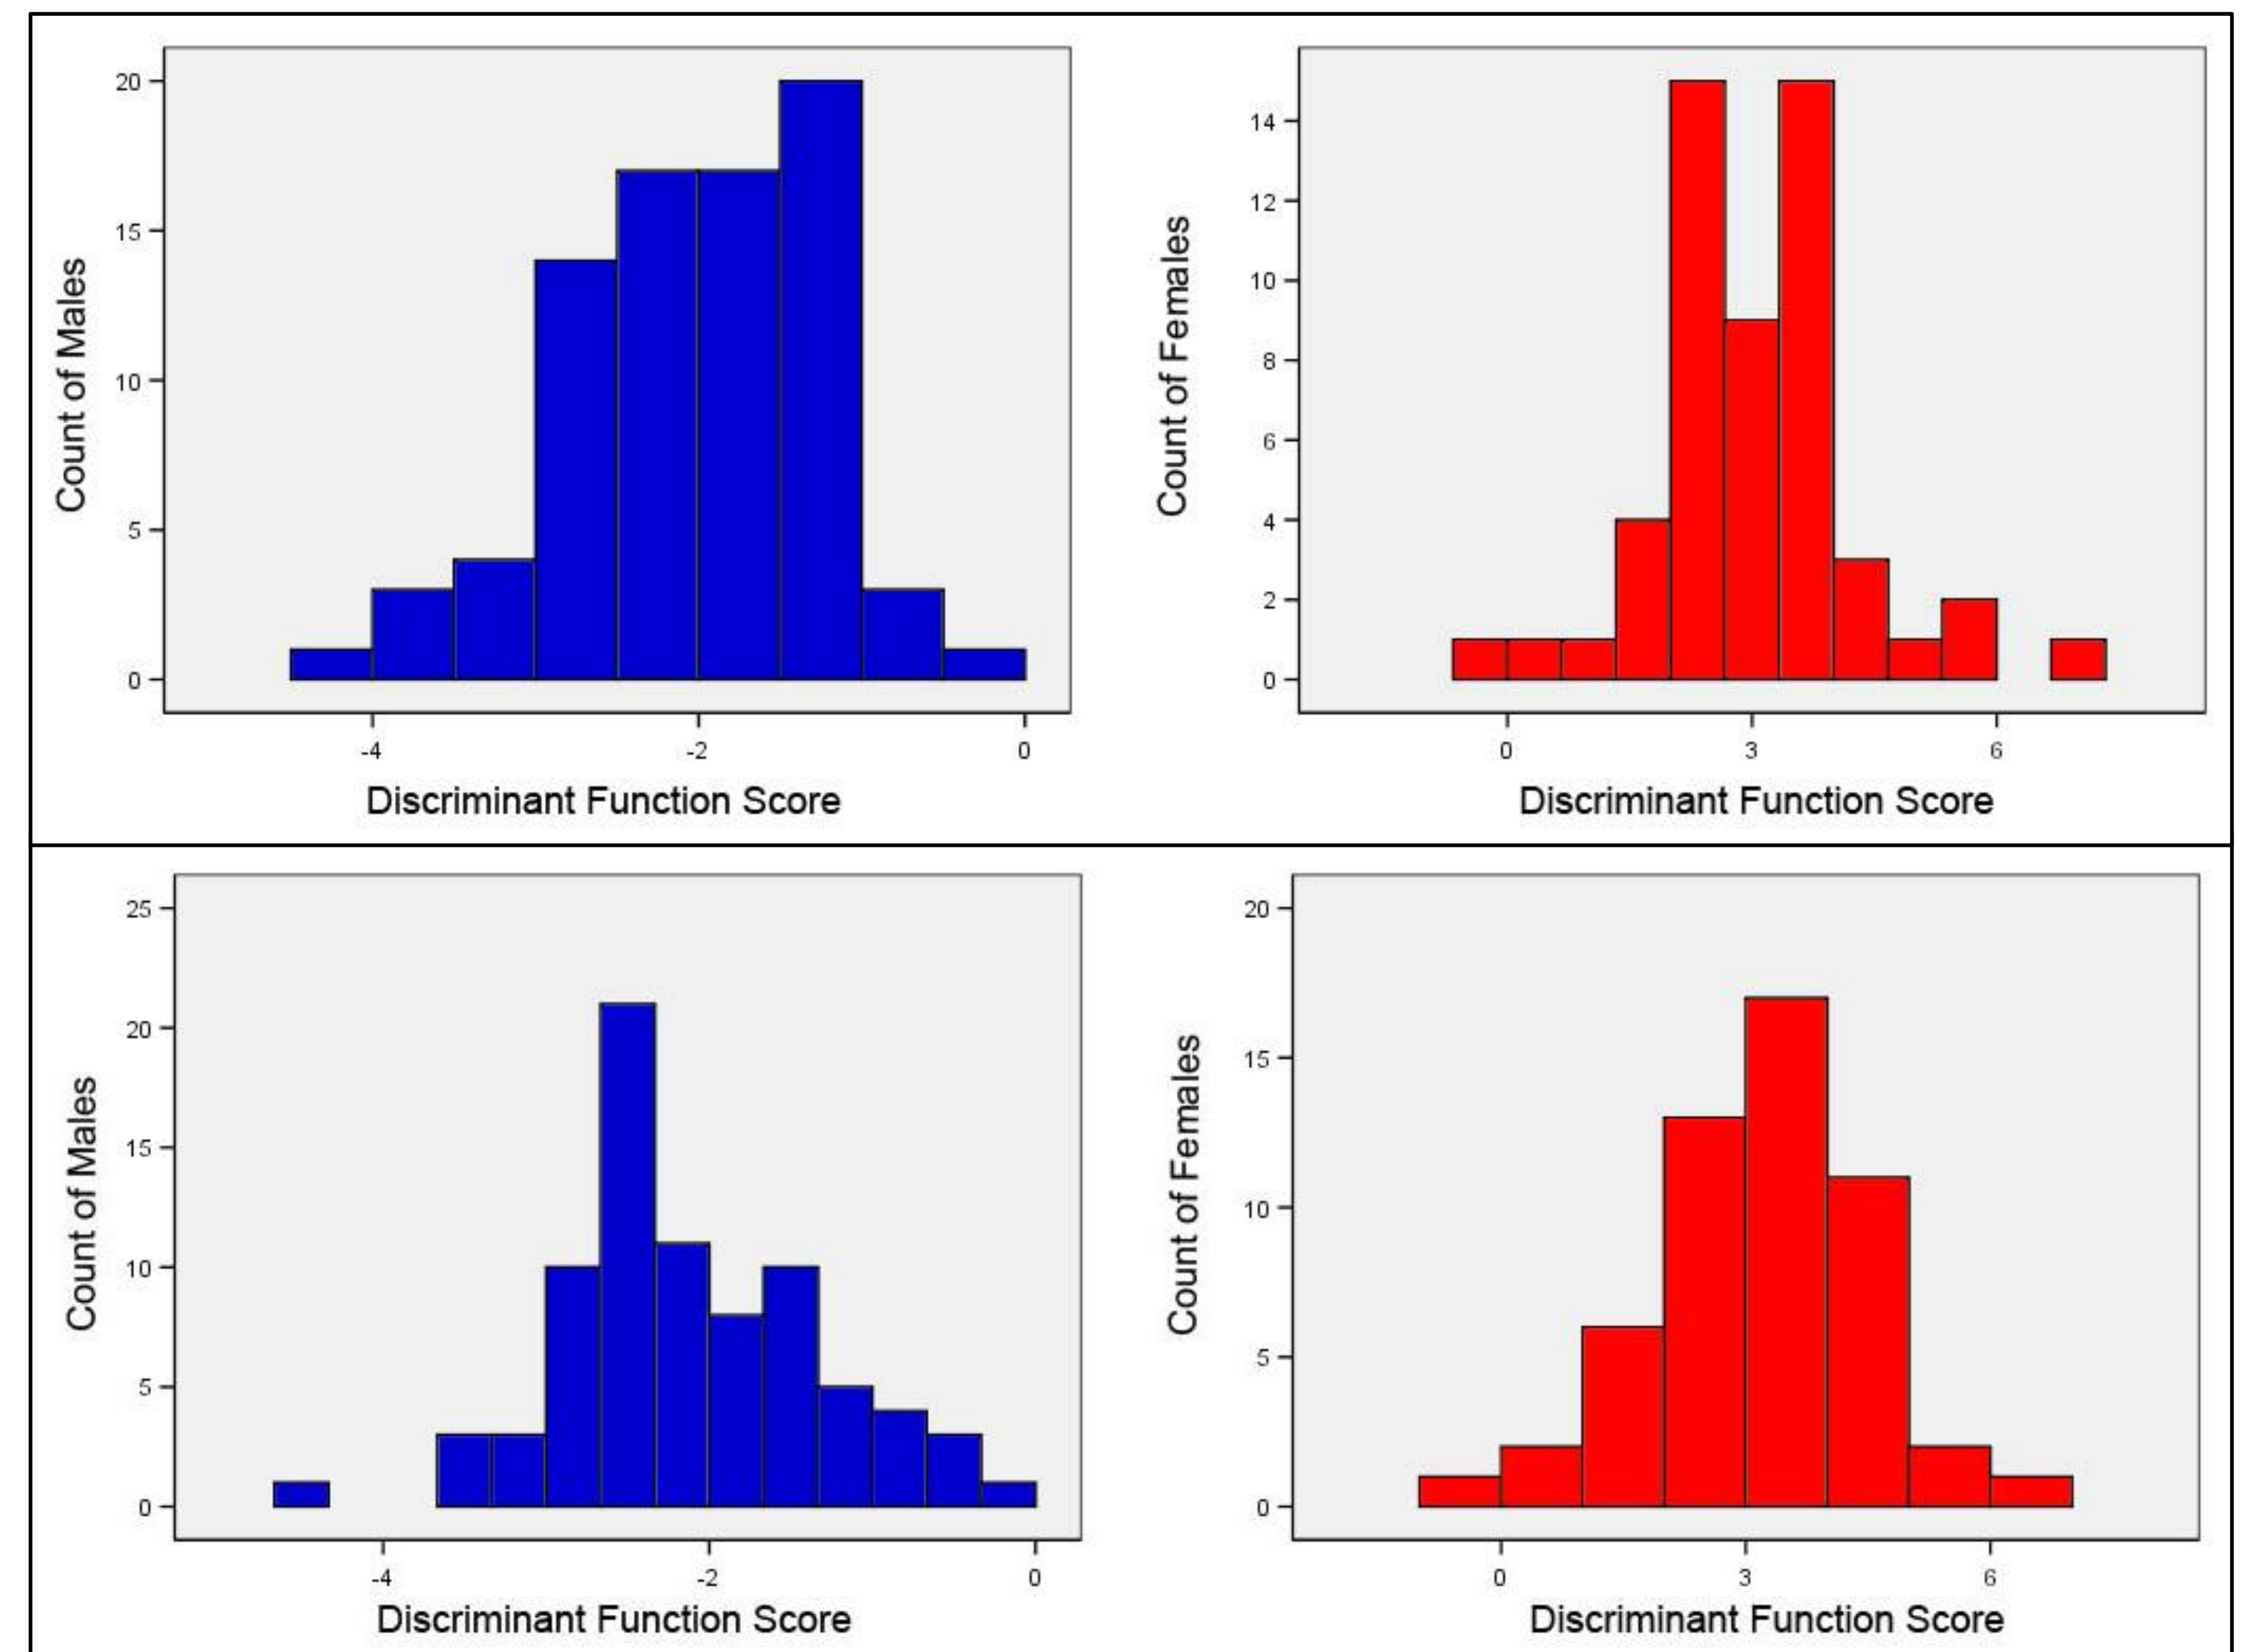 Count of Males
20
15
10
5
0
-4 -2 0
Discriminant Function Score
Count of Females
14
12
10
8
6
4
2
0
0 3 6
Discriminant Function Score
Count of Males
25
20
15
10
5
0
-4 -2 0
Discriminant Function Score
Count of Females
20
15
10
5
0
0 3 6
Discriminant Function Score